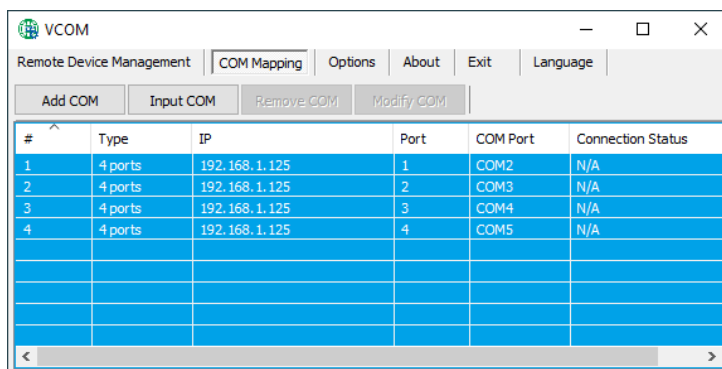 VCOM
Remote Device Management COM Mapping Options About Exit Language
Add COM Input COM Remove COM Modify COM
# Type IP Port COM Port Connection Status
1 4 ports 192.168.1.125 1 COM2 N/A
2 4 ports 192.168.1.125 2 COM3 N/A
3 4 ports 192.168.1.125 3 COM4 N/A
4 4 ports 192.168.1.125 4 COM5 N/A